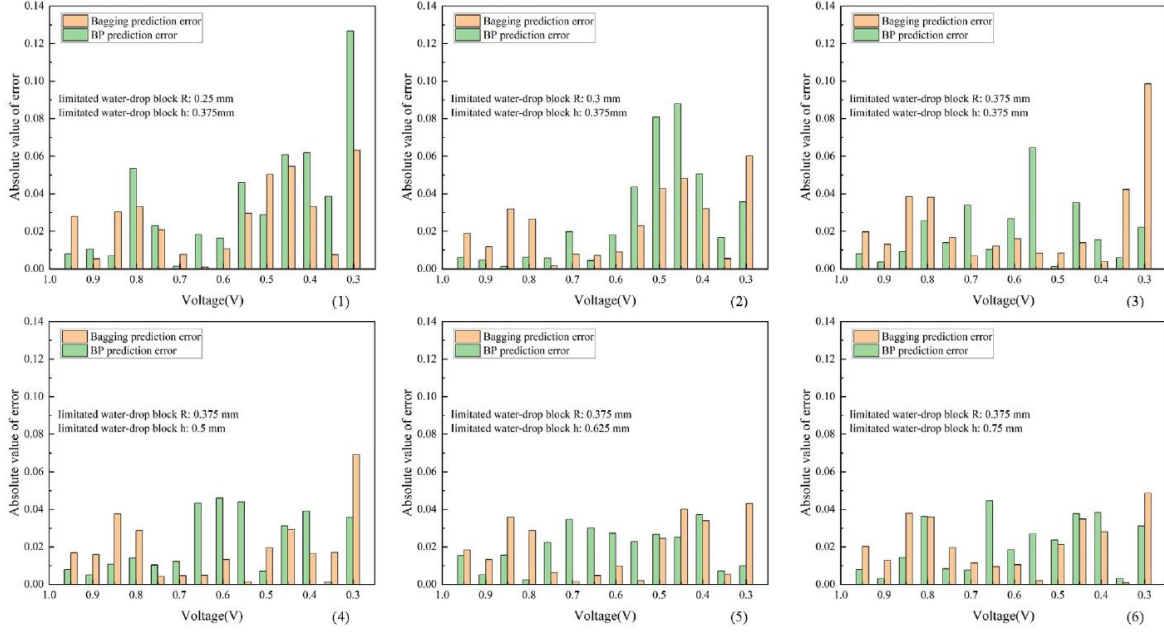 Bagging prediction error
BP prediction error
limitated water-drop block R: 0.25 mm
limitated water-drop block h: 0.375mm
Absolute value of error
0.14
0.12
0.10
0.08
0.06
0.04
0.02
0.00
1.0 0.9 0.8 0.7 0.6 0.5 0.4 0.3
Voltage(V) (1)
Bagging prediction error
BP prediction error
limitated water-drop block R: 0.3 mm
limitated water-drop block h: 0.375mm
Absolute value of error
0.14
0.12
0.10
0.08
0.06
0.04
0.02
0.00
1.0 0.9 0.8 0.7 0.6 0.5 0.4 0.3
Voltage(V) (2)
Bagging prediction error
BP prediction error
limitated water-drop block R: 0.375 mm
limitated water-drop block h: 0.375mm
Absolute value of error
0.14
0.12
0.10
0.08
0.06
0.04
0.02
0.00
1.0 0.9 0.8 0.7 0.6 0.5 0.4 0.3
Voltage(V) (3)
Bagging prediction error
BP prediction error
limitated water-drop block R: 0.375 mm
limitated water-drop block h: 0.5 mm
Absolute value of error
0.14
0.12
0.10
0.08
0.06
0.04
0.02
0.00
1.0 0.9 0.8 0.7 0.6 0.5 0.4 0.3
Voltage(V) (4)
Bagging prediction error
BP prediction error
limitated water-drop block R: 0.375 mm
limitated water-drop block h: 0.625 mm
Absolute value of error
0.14
0.12
0.10
0.08
0.06
0.04
0.02
0.00
1.0 0.9 0.8 0.7 0.6 0.5 0.4 0.3
Voltage(V) (5)
Bagging prediction error
BP prediction error
limitated water-drop block R: 0.375 mm
limitated water-drop block h: 0.75 mm
Absolute value of error
0.14
0.12
0.10
0.08
0.06
0.04
0.02
0.00
1.0 0.9 0.8 0.7 0.6 0.5 0.4 0.3
Voltage(V) (6)